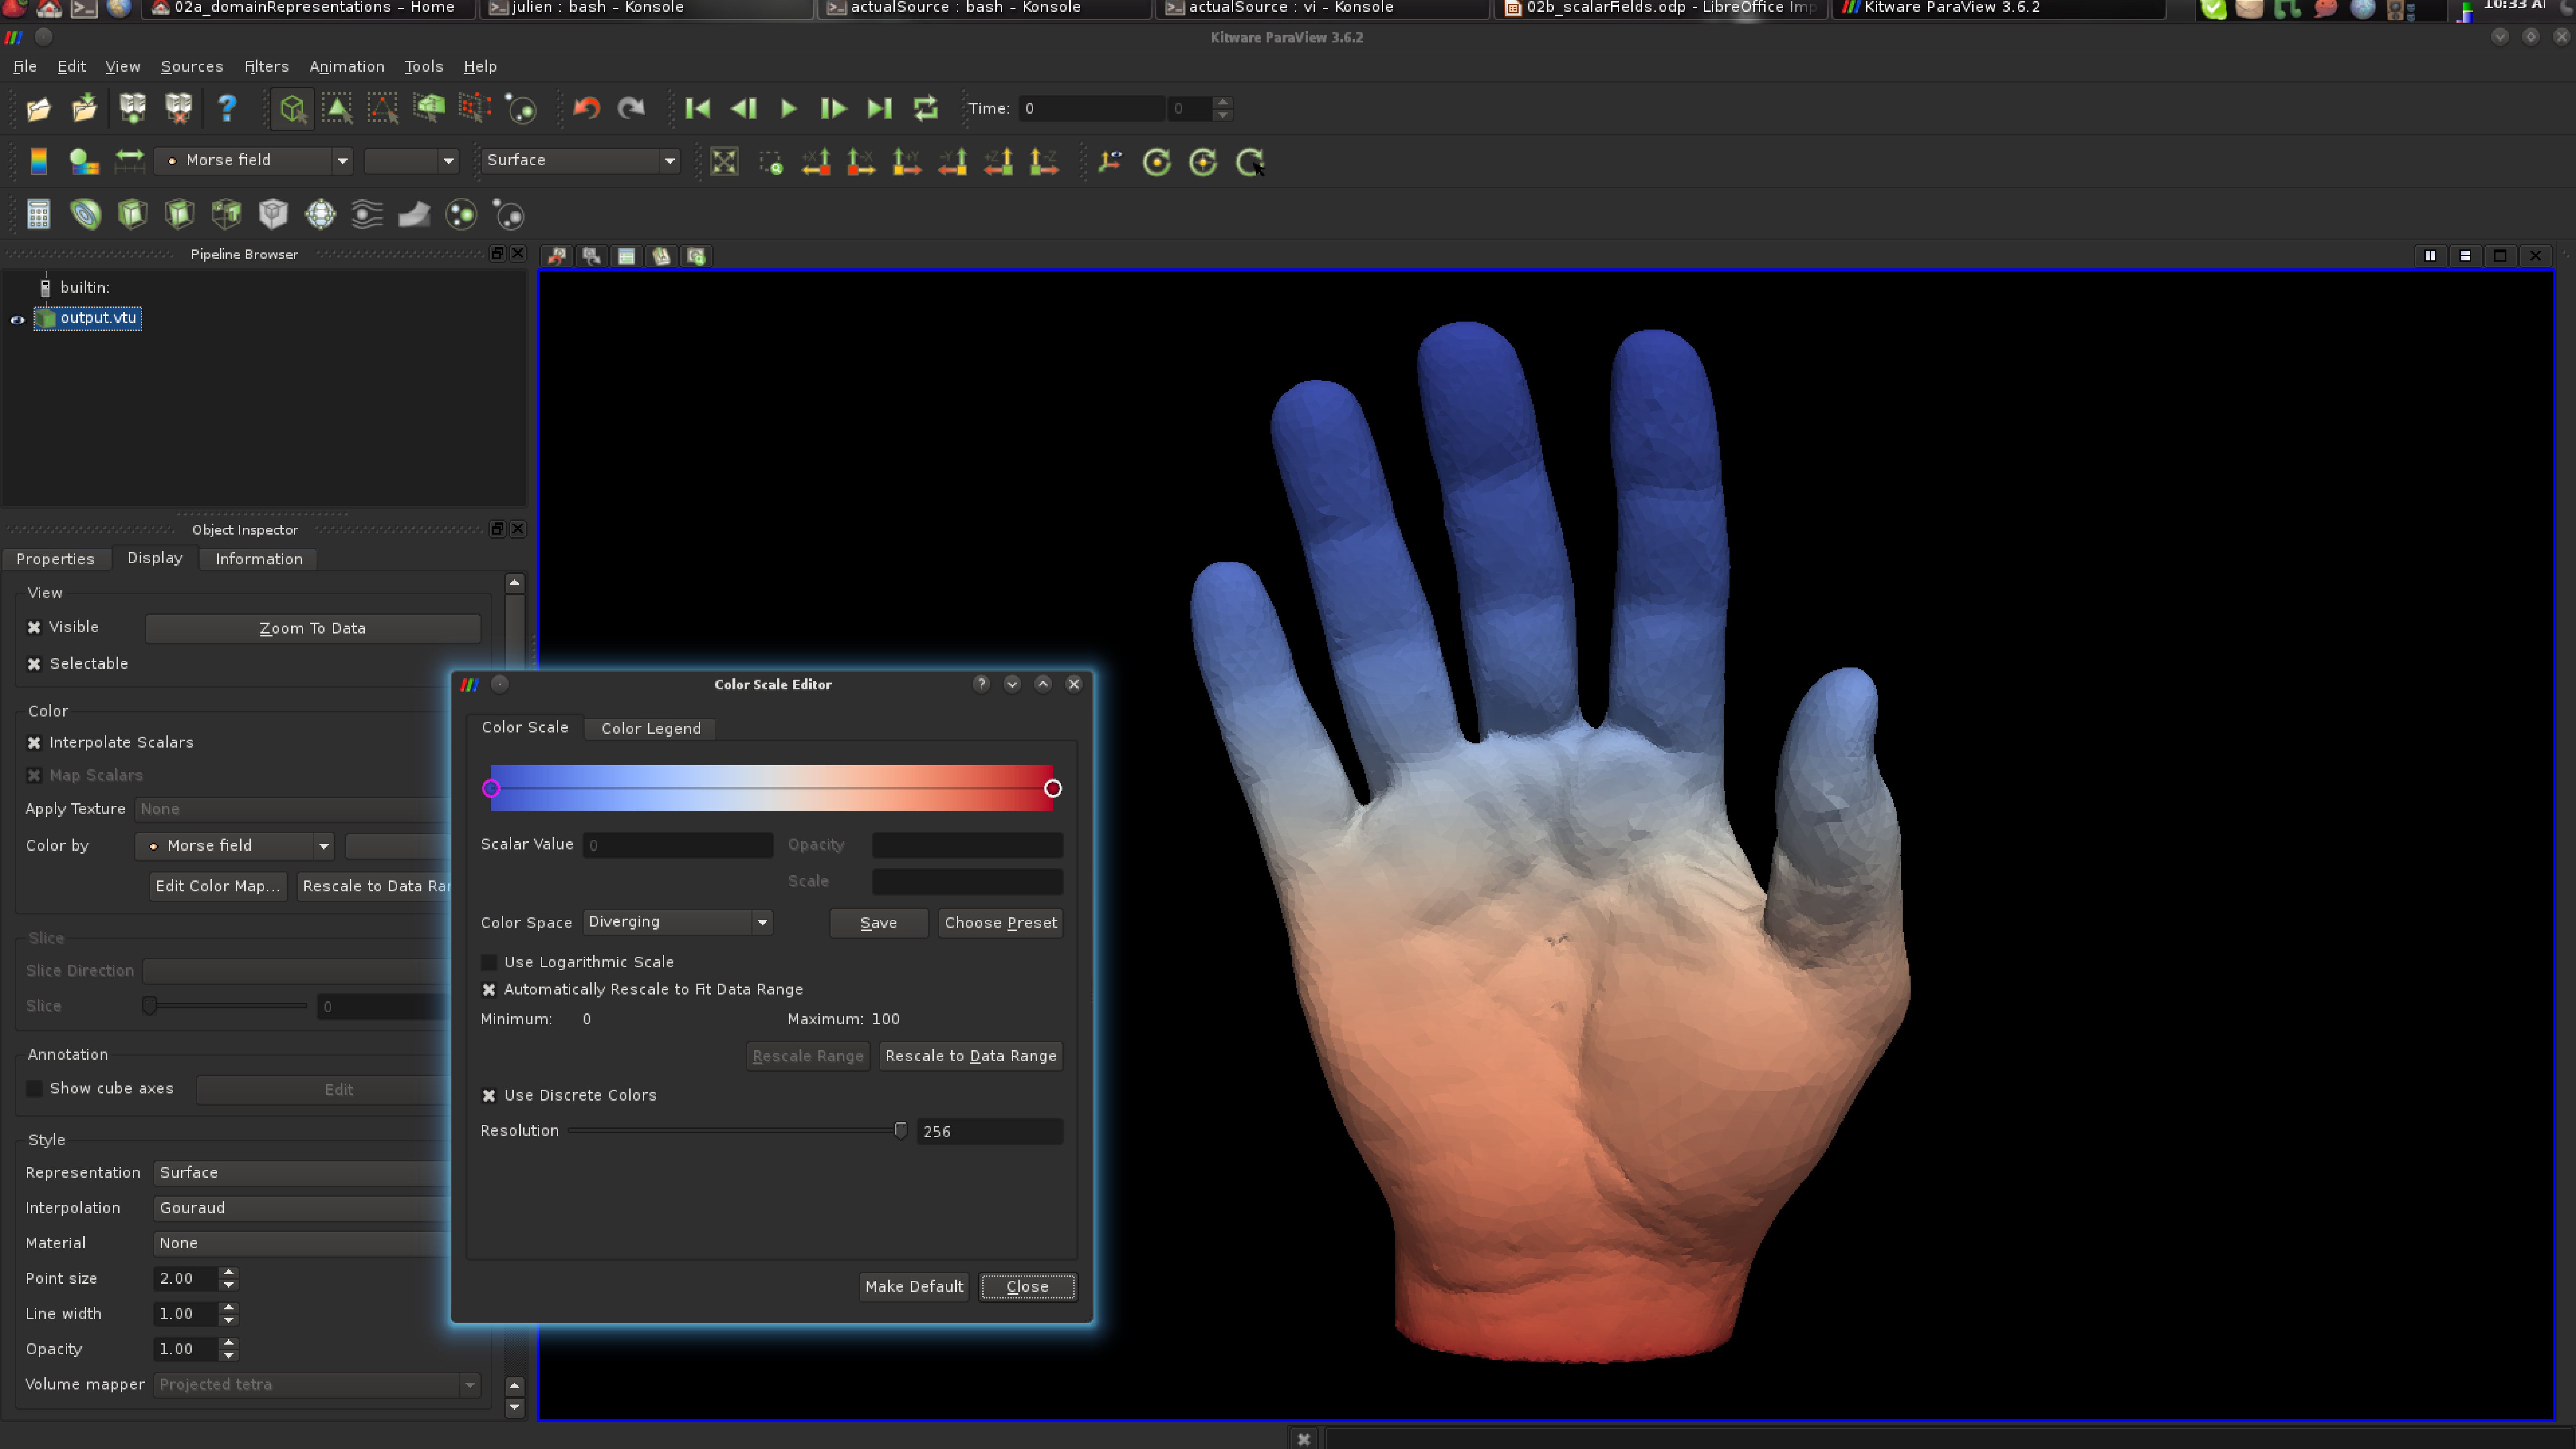 02a_domainRepresentations – Home
julien : bash – Konsole
actualSource : bash – Konsole
actualSource : vi – Konsole
02b_scalarFields.odp – LibreOffice Imp
Kitware ParaView 3.6.2
Kitware ParaView 3.6.2
File Edit View Sources Filters Animation Tools Help
Time: 0 0
Morse field Surface
Pipeline Browser
builtin:
output.vtu
Object Inspector
Properties Display Information
View
Visible Zoom To Data
Selectable
Color
Interpolate Scalars
Map Scalars
Apply Texture None
Color by Morse field
Edit Color Map... Rescale to Data Ra
Slice
Slice Direction
Slice 0
Annotation
Show cube axes Edit
Style
Representation Surface
Interpolation Gouraud
Material None
Point size 2.00
Line width 1.00
Opacity 1.00
Volume mapper Projected tetra
Color Scale Editor
Color Scale Color Legend
Scalar Value 0 Opacity
Scale
Color Space Diverging Save Choose Preset
Use Logarithmic Scale
Automatically Rescale to Fit Data Range
Minimum: 0 Maximum: 100
Rescale Range Rescale to Data Range
Use Discrete Colors
Resolution 256
Make Default Close